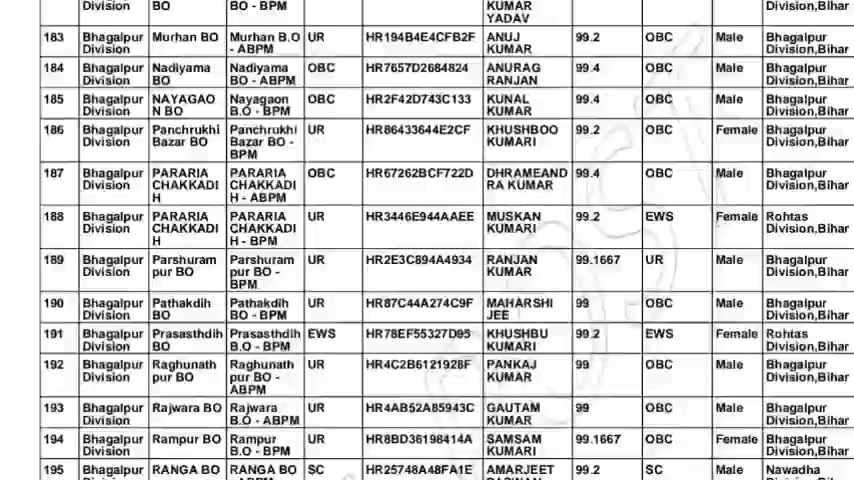 Division BO BO - BPM KUMAR Division,Bihar
YADAV
183 Bhagalpur Murhan BO Murhan B.O UR HR194B4E4CFB2F ANUJ 99.2 OBC Male Bhagalpur
Division - ABPM KUMAR Division,Bihar
184 Bhagalpur Nadiyama Nadiyama OBC HR7657D2684824 ANURAG 99.4 OBC Male Bhagalpur
Division BO BO - ABPM RANJAN Division,Bihar
185 Bhagalpur NAYAGAO Nayagaon OBC HR2F42D743C133 KUNAL 99.4 OBC Male Bhagalpur
Division N BO B.O - BPM KUMAR Division,Bihar
186 Bhagalpur Panchrukhi Panchrukhi UR HR86433644E2CF KHUSHBOO 99.2 OBC Female Bhagalpur
Division Bazar BO Bazar BO - KUMARI Division,Bihar
BPM
187 Bhagalpur PARARIA PARARIA OBC HR67262BCF722D DHRAMEAND 99.4 OBC Male Bhagalpur
Division CHAKKADI CHAKKADI RA KUMAR Division,Bihar
H H - ABPM
188 Bhagalpur PARARIA PARARIA UR HR3446E944AAEE MUSKAN 99.2 EWS Female Rohtas
Division CHAKKADI CHAKKADI KUMARI Division,Bihar
H H - BPM
189 Bhagalpur Parshuram Parshuram UR HR2E3C894A4934 RANJAN 99.1667 UR Male Bhagalpur
Division pur BO pur BO - KUMAR Division,Bihar
BPM
190 Bhagalpur Pathakdih Pathakdih UR HR87C44A274C9F MAHARSHI 99 OBC Male Bhagalpur
Division BO BO - BPM JEE Division,Bihar
191 Bhagalpur Prasasthdih Prasasthdih EWS HR78EF55327D95 KHUSHBU 99.2 EWS Female Rohtas
Division BO B.O - BPM KUMARI Division,Bihar
192 Bhagalpur Raghunath Raghunath UR HR4C2B6121928F PANKAJ 99 OBC Male Bhagalpur
Division pur BO pur BO - KUMAR Division,Bihar
ABPM
193 Bhagalpur Rajwara BO Rajwara UR HR4AB52A85943C GAUTAM 99 OBC Male Bhagalpur
Division B.O - ABPM KUMAR Division,Bihar
194 Bhagalpur Rampur BO Rampur UR HR8BD36198414A SAMSAM 99.1667 OBC Female Bhagalpur
Division B.O - BPM KUMARI Division,Bihar
195 Bhagalpur RANGA BO RANGA BO SC HR25748A48FA1E AMARJEET 99.2 SC Male Nawadha